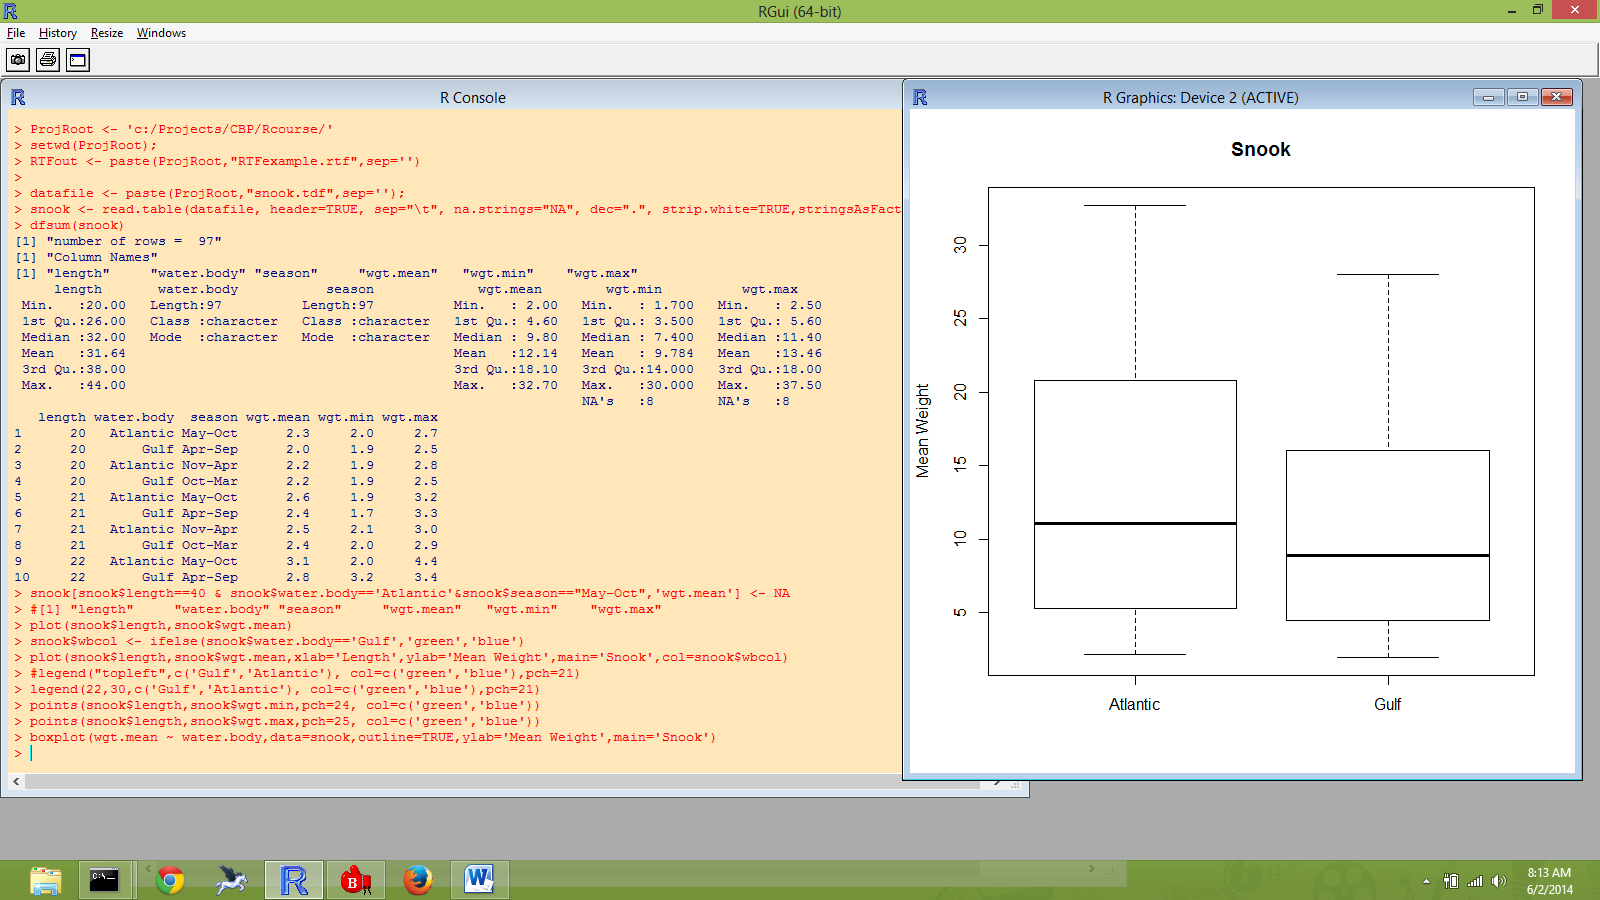 RGui (64-bit)
File History Resize Windows
R Console
> ProjRoot <- 'c:/Projects/CBP/Rcourse/'
> setwd(ProjRoot);
> RTFout <- paste(ProjRoot,"RTFexample.rtf",sep='')
>
> datafile <- paste(ProjRoot,"snook.tdf",sep='');
> snook <- read.table(datafile, header=TRUE, sep="\t", na.strings="NA", dec=".", strip.white=TRUE,stringsAsFact
> dfsum(snook)
[1] "number of rows =  97"
[1] "Column Names"
[1] "length"     "water.body" "season"     "wgt.mean"   "wgt.min"    "wgt.max"
length water.body season wgt.mean wgt.min wgt.max
Min.   :20.00   Length:97   Length:97   Min.   : 2.00   Min.   : 1.700   Min.   : 2.50
1st Qu.:26.00   Class :character   Class :character   1st Qu.: 4.60   1st Qu.: 3.500   1st Qu.: 5.60
Median :32.00   Mode  :character   Mode  :character   Median : 9.80   Median : 7.400   Median :11.40
Mean   :31.64   Mean   :12.14   Mean   : 9.784   Mean   :13.46
3rd Qu.:38.00   3rd Qu.:18.10   3rd Qu.:14.000   3rd Qu.:18.00
Max.   :44.00   Max.   :32.70   Max.   :30.000   Max.   :37.50
NA's   :8   NA's   :8
length water.body  season wgt.mean wgt.min wgt.max
1      20   Atlantic May-Oct      2.3     2.0     2.7
2      20       Gulf Apr-Sep      2.0     1.9     2.5
3      20   Atlantic Nov-Apr      2.2     1.9     2.8
4      20       Gulf Oct-Mar      2.2     1.9     2.5
5      21   Atlantic May-Oct      2.6     1.9     3.2
6      21       Gulf Apr-Sep      2.4     1.7     3.3
7      21   Atlantic Nov-Apr      2.5     2.1     3.0
8      21       Gulf Oct-Mar      2.4     2.0     2.9
9      22   Atlantic May-Oct      3.1     2.0     4.4
10     22       Gulf Apr-Sep      2.8     3.2     3.4
> snook[snook$length==40 & snook$water.body=='Atlantic'&snook$season=="May-Oct",'wgt.mean'] <- NA
> #[1] "length"     "water.body" "season"     "wgt.mean"   "wgt.min"    "wgt.max"
> plot(snook$length,snook$wgt.mean)
> snook$wbcol <- ifelse(snook$water.body=='Gulf','green','blue')
> plot(snook$length,snook$wgt.mean,xlab='Length',ylab='Mean Weight',main='Snook',col=snook$wbcol)
> #legend("topleft",c('Gulf','Atlantic'), col=c('green','blue'),pch=21)
> legend(22,30,c('Gulf','Atlantic'), col=c('green','blue'),pch=21)
> points(snook$length,snook$wgt.min,pch=24, col=c('green','blue'))
> points(snook$length,snook$wgt.max,pch=25, col=c('green','blue'))
> boxplot(wgt.mean ~ water.body,data=snook,outline=TRUE,ylab='Mean Weight',main='Snook')
>
R Graphics: Device 2 (ACTIVE)
Snook
Mean Weight
30
25
20
15
10
5
Atlantic Gulf
8:13 AM
6/2/2014